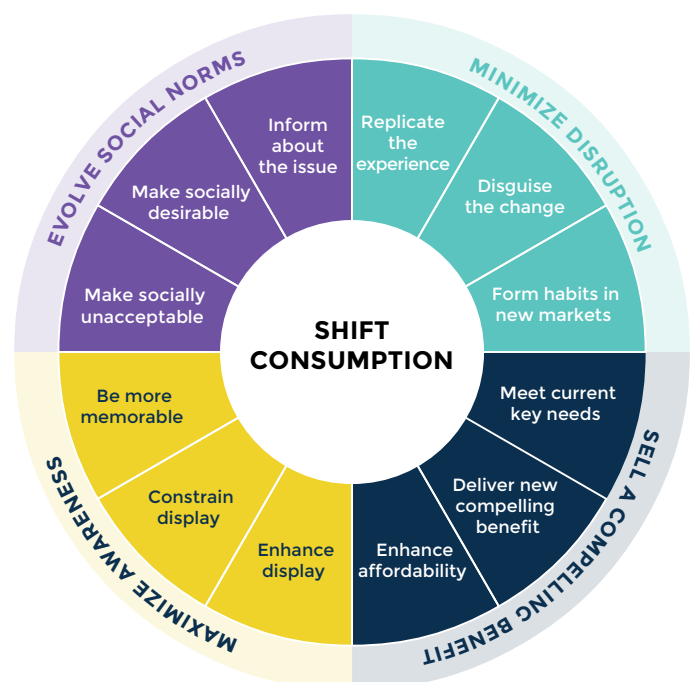 EVOLVE SOCIAL NORMS
MINIMIZE DISRUPTION
Inform
about
the issue
Replicate
the
experience
Make socially
desirable
Disguise
the change
Make socially
unacceptable
Form habits in
new markets
SHIFT
CONSUMPTION
Be more
memorable
Meet current
key needs
Constrain
display
Deliver new
compelling
benefit
Enhance
display
Enhance
affordability
MAXIMIZE AWARENESS
SELL A COMPELLING BENEFIT